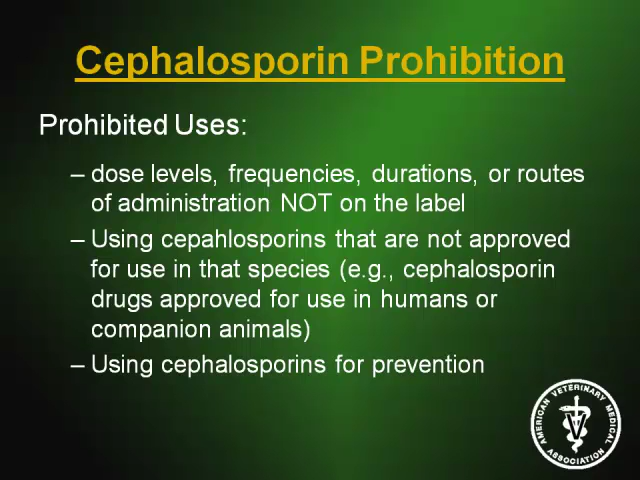 Cephalosporin Prohibition
Prohibited Uses:
– dose levels, frequencies, durations, or routes
of administration NOT on the label
– Using cepahlosporins that are not approved
for use in that species (e.g., cephalosporin
drugs approved for use in humans or
companion animals)
– Using cephalosporins for prevention
AMERICAN VETERINARY MEDICAL
ASSOCIATION
V